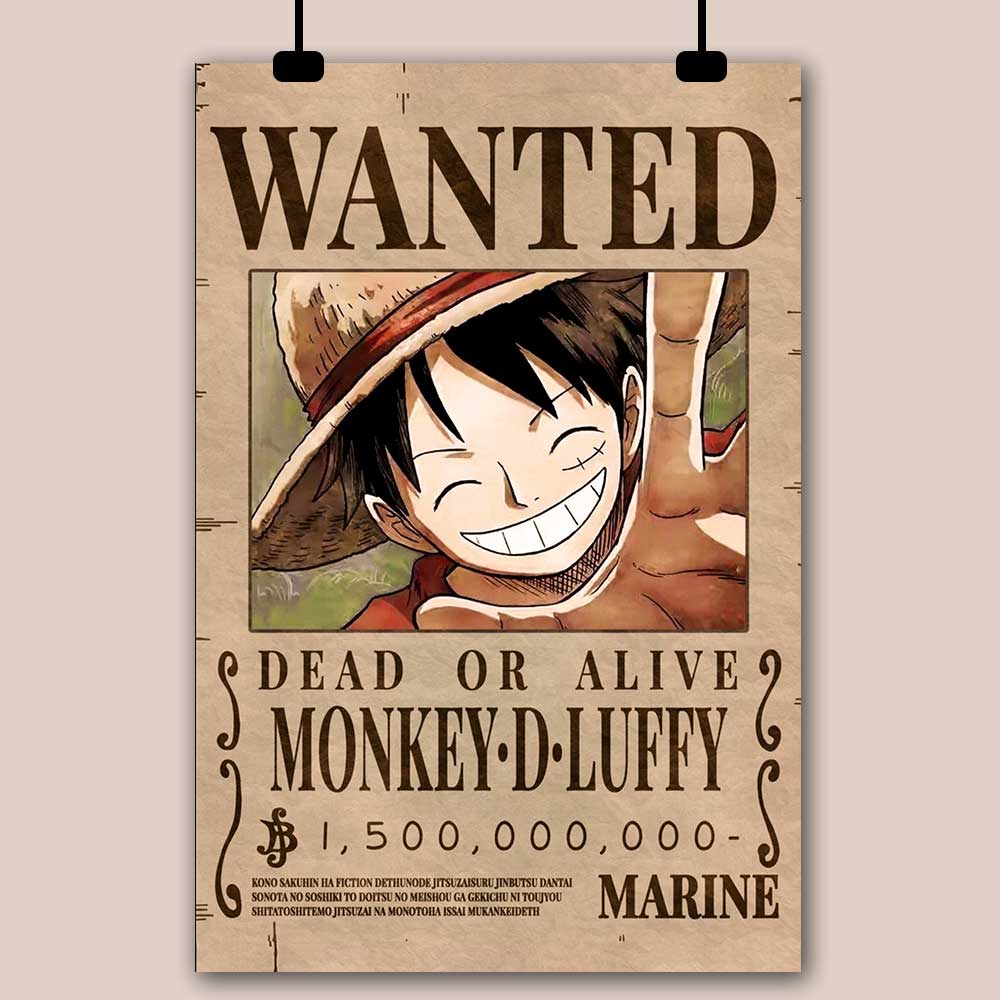 WANTED
DEAD OR ALIVE
MONKEY·D·LUFFY
1,500,000,000-
KONO SAKUHIN HA FICTION DETHUNODE JITSUZAISURU JINBUTSU DANTAI
SONOTA NO SOSHIKI TO DOITSU NO MEISHOU GA GEKICHU NI TOUJYOU
SHITATOSHITEMO JITSUZAI NA MONOTOHA ISSAI MUKANKEIDETH
MARINE